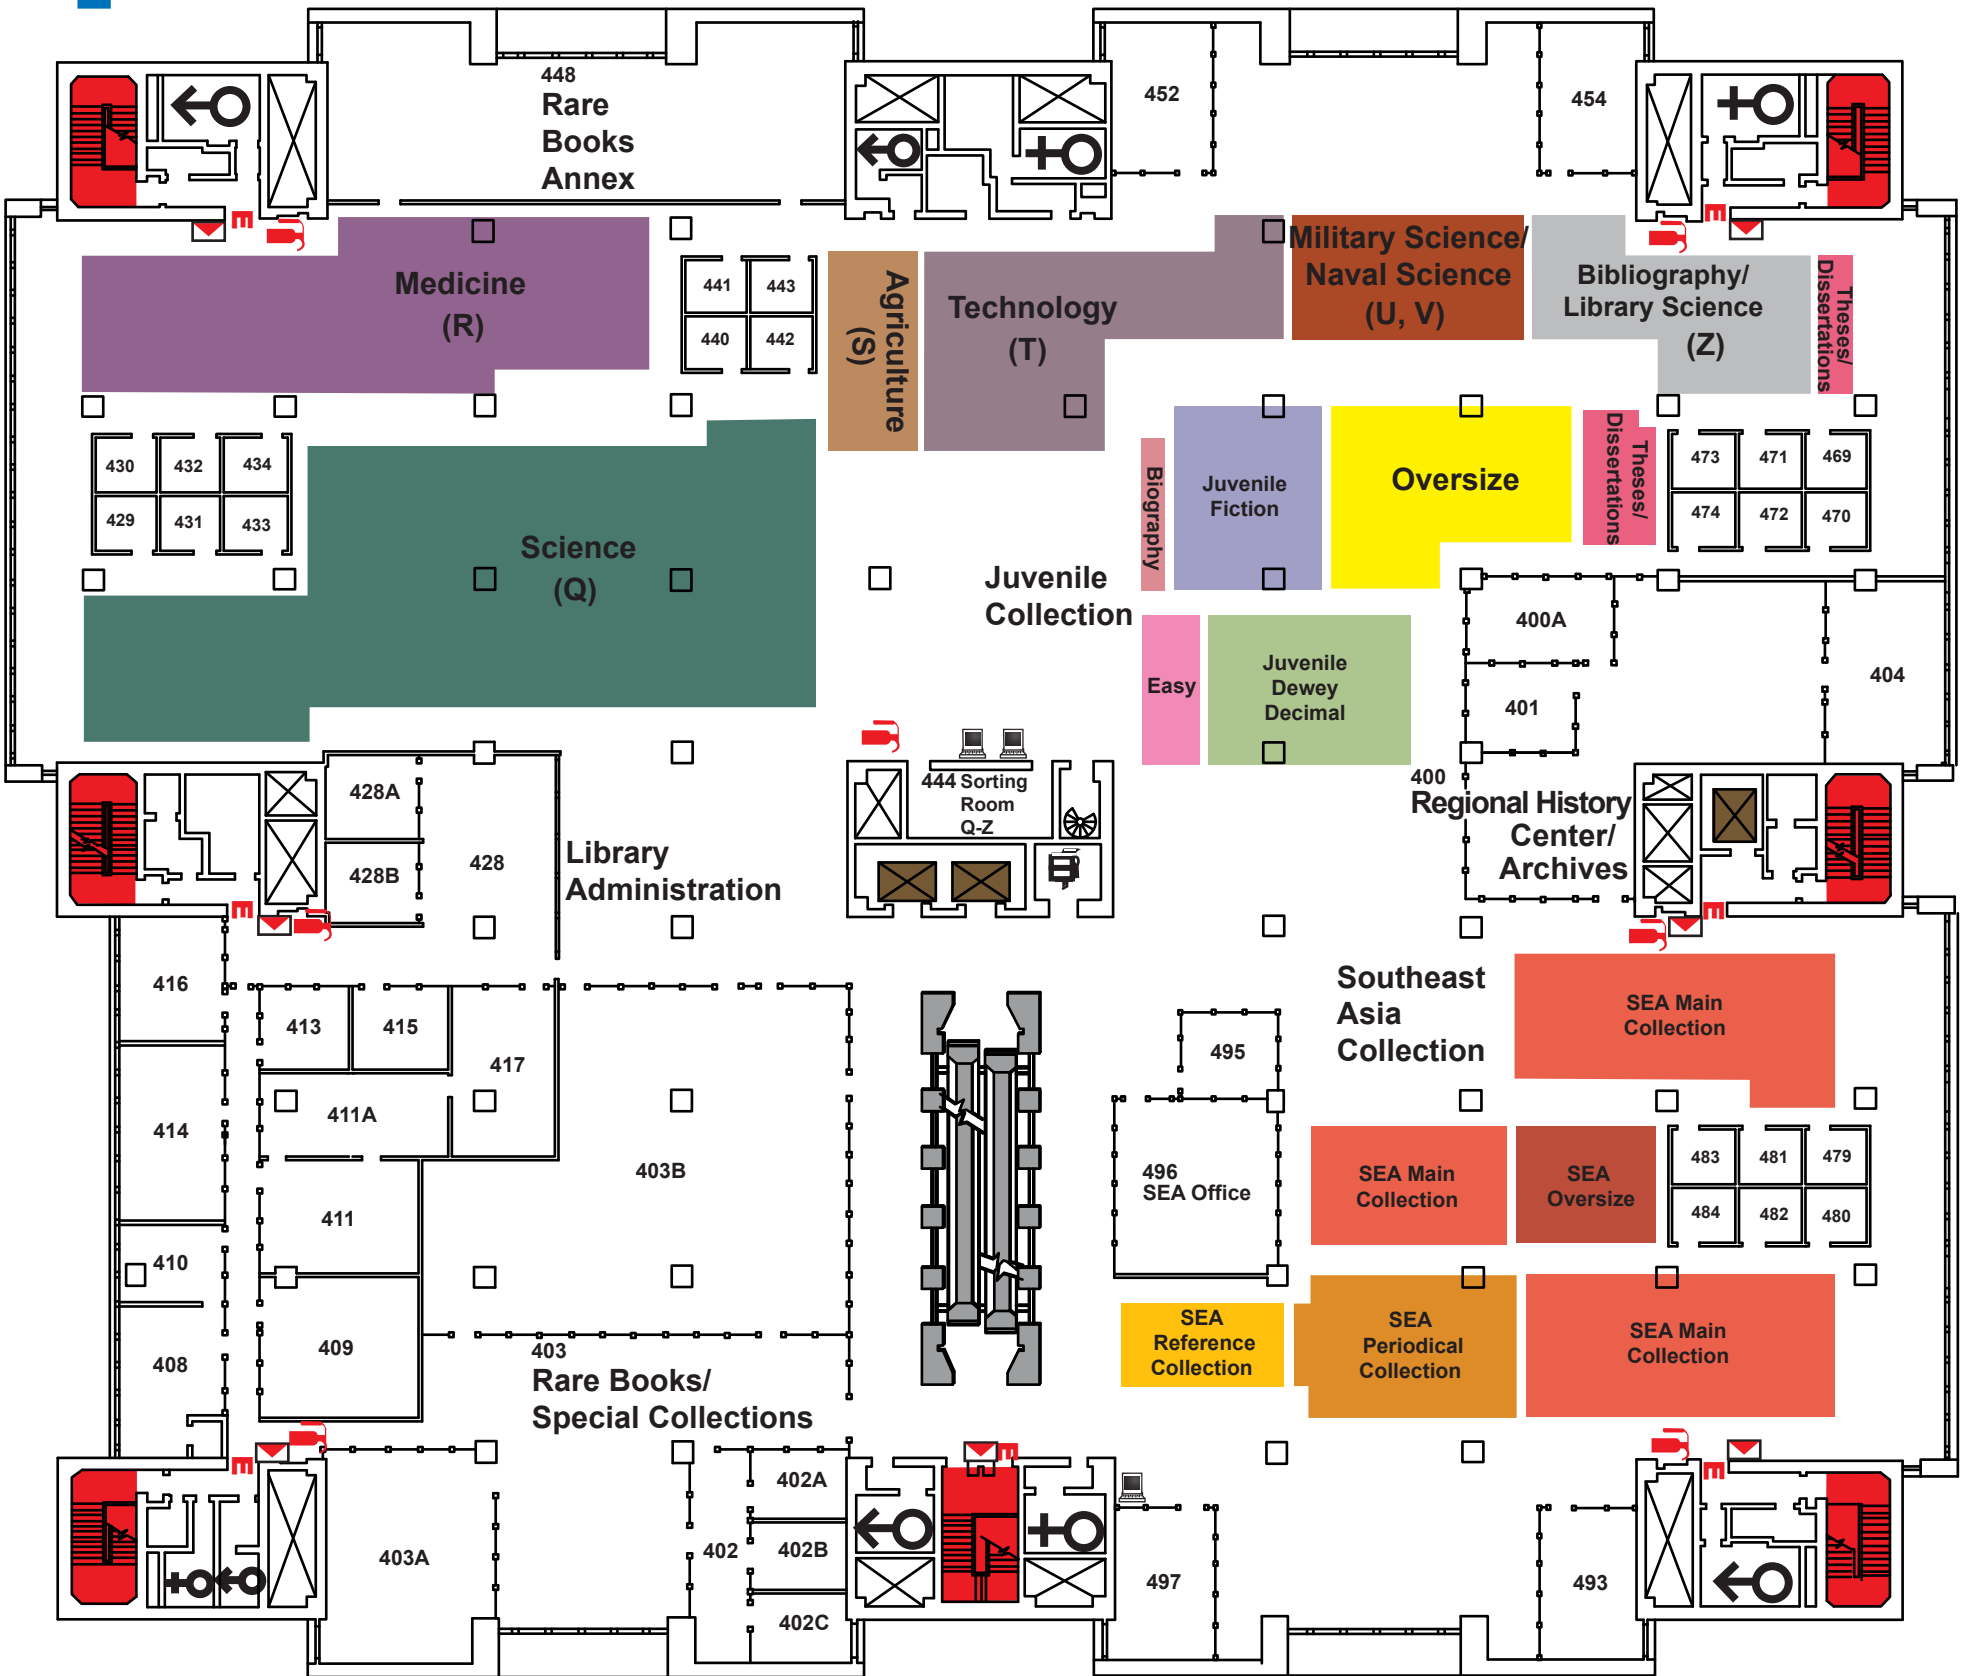 448
Rare
Books
Annex
452
454
E
E
Medicine
(R)
441
443
440
442
Agriculture
(S)
Technology
(T)
Military Science/
Naval Science
(U, V)
Bibliography/
Library Science
(Z)
Theses/
Dissertations
430
432
434
429
431
433
Science
(Q)
Juvenile
Collection
Biography
Juvenile
Fiction
Oversize
Theses/
Dissertations
473
471
469
474
472
470
Easy
Juvenile
Dewey
Decimal
400A
401
404
400
Regional History
Center/
Archives
444 Sorting
Room
Q-Z
428A
428B
428
Library
Administration
E
E
416
413
415
417
414
411A
411
410
409
408
403B
403
Rare Books/
Special Collections
495
496
SEA Office
Southeast
Asia
Collection
SEA Main
Collection
SEA Main
Collection
SEA
Oversize
483
481
479
484
482
480
SEA
Reference
Collection
SEA
Periodical
Collection
SEA Main
Collection
E
E
E
403A
402
402A
402B
402C
497
493